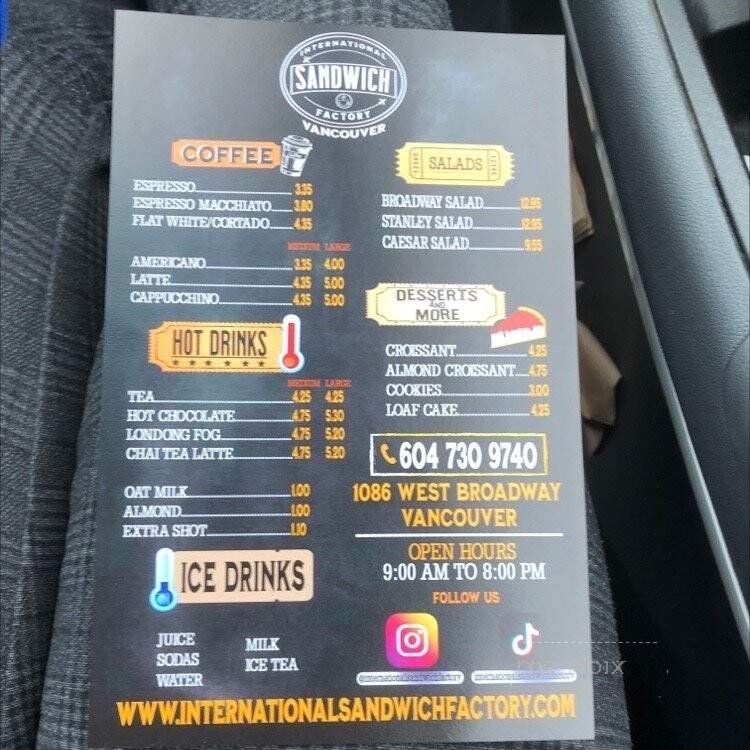 INTERNATIONAL
SANDWICH
FACTORY
VANCOUVER
COFFEE
ESPRESSO 3.35
ESPRESSO MACCHIATO 3.80
FLAT WHITE/CORTADO 4.35
MEDIUM LARGE
AMERICANO 3.35 4.00
LATTE 4.35 5.00
CAPPUCCHINO 4.35 5.00
HOT DRINKS
MEDIUM LARGE
TEA 4.25 4.25
HOT CHOCOLATE 4.75 5.30
LONDONG FOG 4.75 5.20
CHAI TEA LATTE 4.75 5.20
OAT MILK 1.00
ALMOND 1.00
EXTRA SHOT 1.10
ICE DRINKS
JUICE
SODAS
WATER
MILK
ICE TEA
SALADS
BROADWAY SALAD 12.95
STANLEY SALAD 12.95
CAESAR SALAD 9.55
DESSERTS
AND
MORE
CROISSANT 4.25
ALMOND CROISSANT 4.75
COOKIES 3.00
LOAF CAKE 4.25
604 730 9740
1086 WEST BROADWAY
VANCOUVER
OPEN HOURS
9:00 AM TO 8:00 PM
FOLLOW US
@internationalsandwichfactory
internationalsandwichfactory
WWW.INTERNATIONALSANDWICHFACTORY.COM